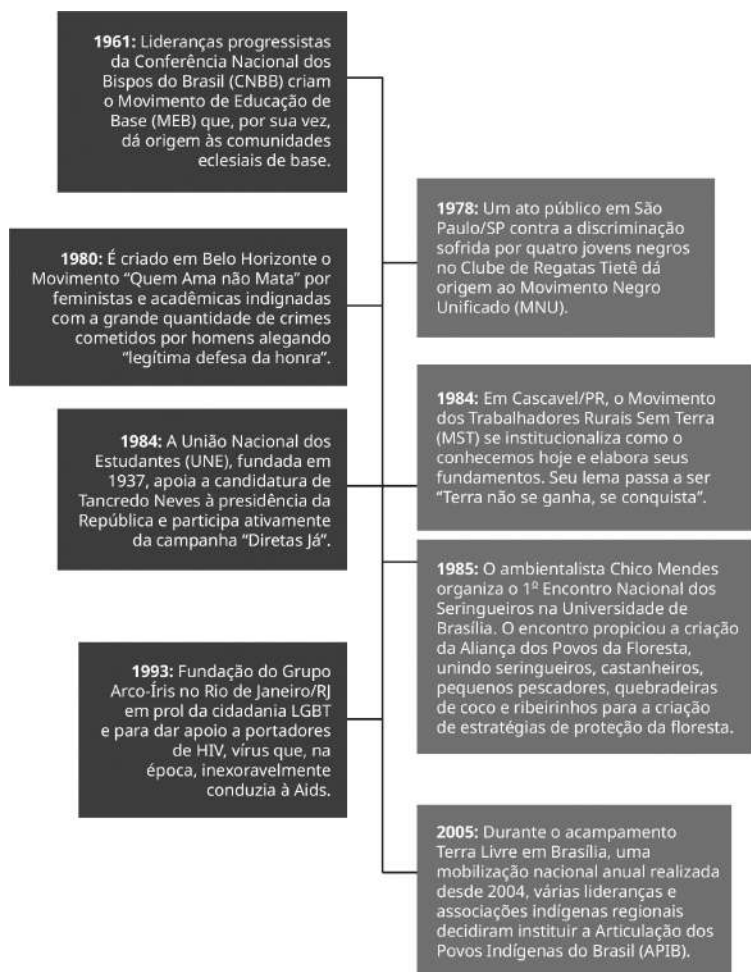 1961: Lideranças progressistas
da Conferência Nacional dos
Bispos do Brasil (CNBB) criam
o Movimento de Educação de
Base (MEB) que, por sua vez,
dá origem às comunidades
eclesiais de base.
1978: Um ato público em São
Paulo/SP contra a discriminação
sofrida por quatro jovens negros
no Clube de Regatas Tietê dá
origem ao Movimento Negro
Unificado (MNU).
1980: É criado em Belo Horizonte o
Movimento “Quem Ama não Mata” por
feministas e acadêmicas indignadas
com a grande quantidade de crimes
cometidos por homens alegando
“legítima defesa da honra”.
1984: Em Cascavel/PR, o Movimento
dos Trabalhadores Rurais Sem Terra
(MST) se institucionaliza como o
conhecemos hoje e elabora seus
fundamentos. Seu lema passa a ser
“Terra não se ganha, se conquista”.
1984: A União Nacional dos
Estudantes (UNE), fundada em
1937, apoia a candidatura de
Tancredo Neves à presidência da
República e participa ativamente
da campanha “Diretas Já”.
1985: O ambientalista Chico Mendes
organiza o 1º Encontro Nacional dos
Seringueiros na Universidade de
Brasília. O encontro propiciou a criação
da Aliança dos Povos da Floresta,
unindo seringueiros, castanheiros,
pequenos pescadores, quebradeiras
de coco e ribeirinhos para a criação
de estratégias de proteção da floresta.
1993: Fundação do Grupo
Arco-Íris no Rio de Janeiro/RJ
em prol da cidadania LGBT
e para dar apoio a portadores
de HIV, vírus que, na
época, inexoravelmente
conduzia à Aids.
2005: Durante o acampamento
Terra Livre em Brasília, uma
mobilização nacional anual realizada
desde 2004, várias lideranças e
associações indígenas regionais
decidiram instituir a Articulação dos
Povos Indígenas do Brasil (APIB).